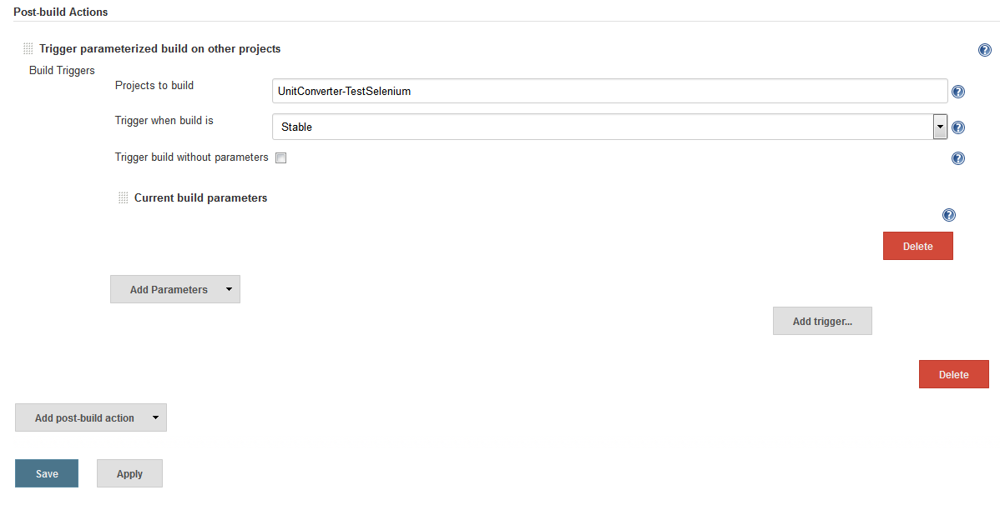 Post-build Actions
Trigger parameterized build on other projects
Build Triggers
Projects to build
UnitConverter-TestSelenium
Trigger when build is
Stable
Trigger build without parameters
Current build parameters
Delete
Add Parameters
Add trigger...
Delete
Add post-build action
Save
Apply